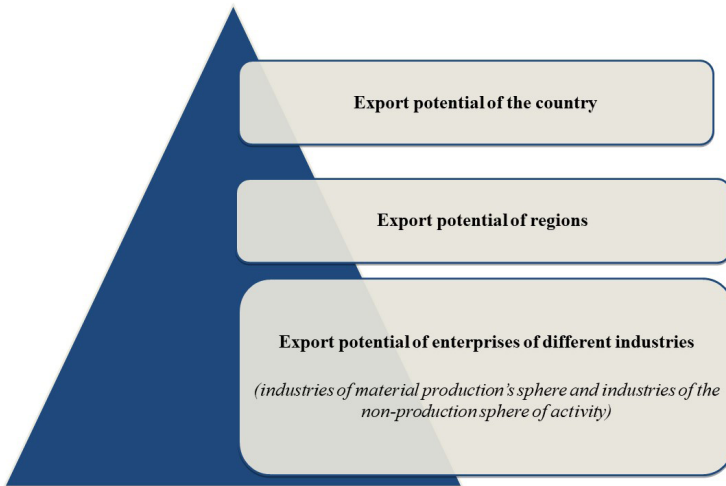 Export potential of the country
Export potential of regions
Export potential of enterprises of different industries
(industries of material production’s sphere and industries of the
non-production sphere of activity)